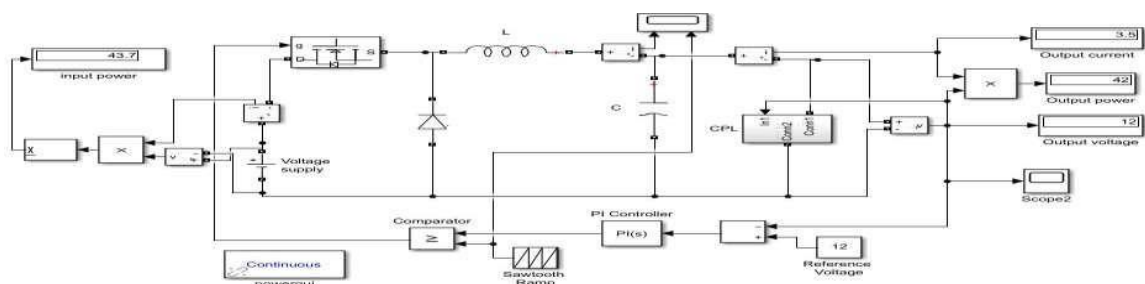 43.7
Input power
g
S
D
L
C
3.5
Output current
X
42
Output power
12
Output voltage
Scope2
In1
Conn2
Conn1
CPL
v
X
X
v
Voltage
supply
Comparator
≥
PI Controller
PI(s)
12
Reference
Voltage
Sawtooth
Ramp
Continuous
powergui